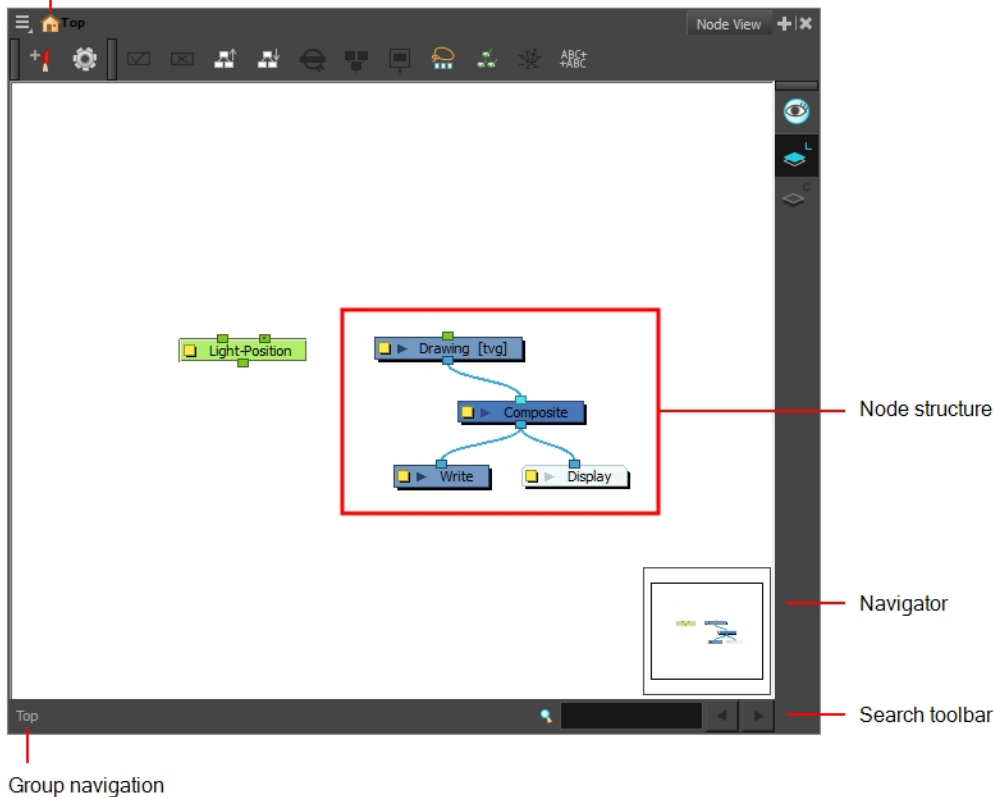 Top
Node View
ABC+
+ABC
L
C
Light-Position
Drawing [tvg]
Composite
Write
Display
Node structure
Navigator
Top
Search toolbar
Group navigation